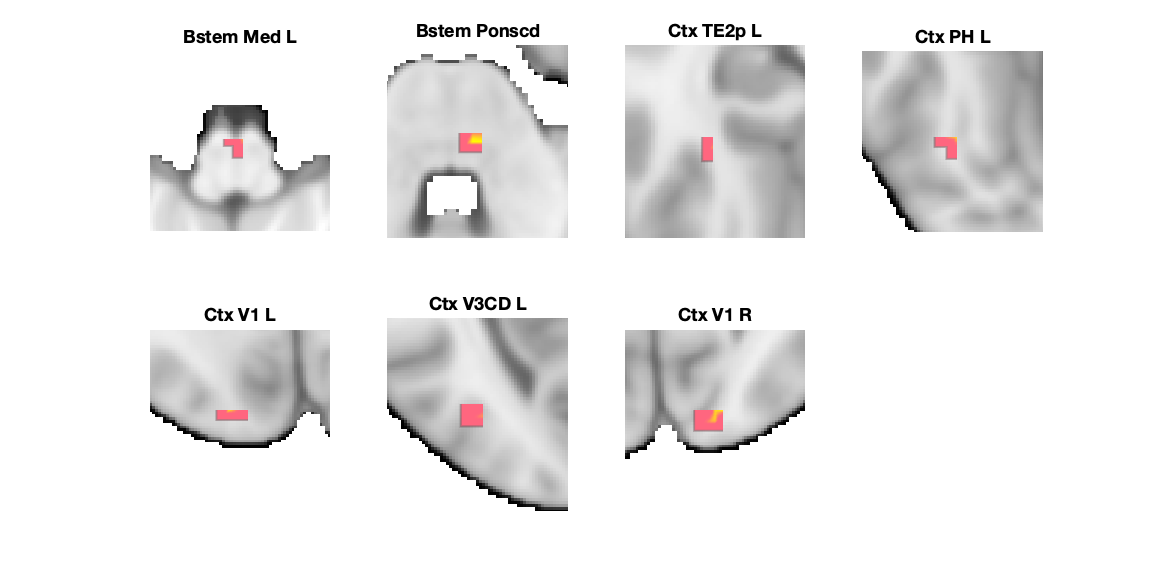 Bstem Med L
Bstem Ponscd
Ctx TE2p L
Ctx PH L
Ctx V1 L
Ctx V3CD L
Ctx V1 R